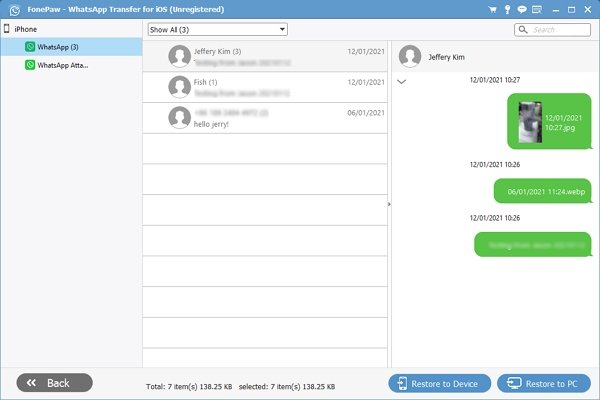 FonePaw - WhatsApp Transfer for iOS (Unregistered)
iPhone
WhatsApp (3)
WhatsApp Atta...
Show All (3)
Search
Jeffery Kim (3)
12/01/2021
Fish (1)
12/01/2021
06/01/2021
hello jerry!
Jeffery Kim
12/01/2021 10:27
12/01/2021
10:27.jpg
12/01/2021 10:26
06/01/2021 11:24.webp
12/01/2021 10:26
Back
Total: 7 item(s) 138.25 KB selected: 7 item(s) 138.25 KB
Restore to Device
Restore to PC